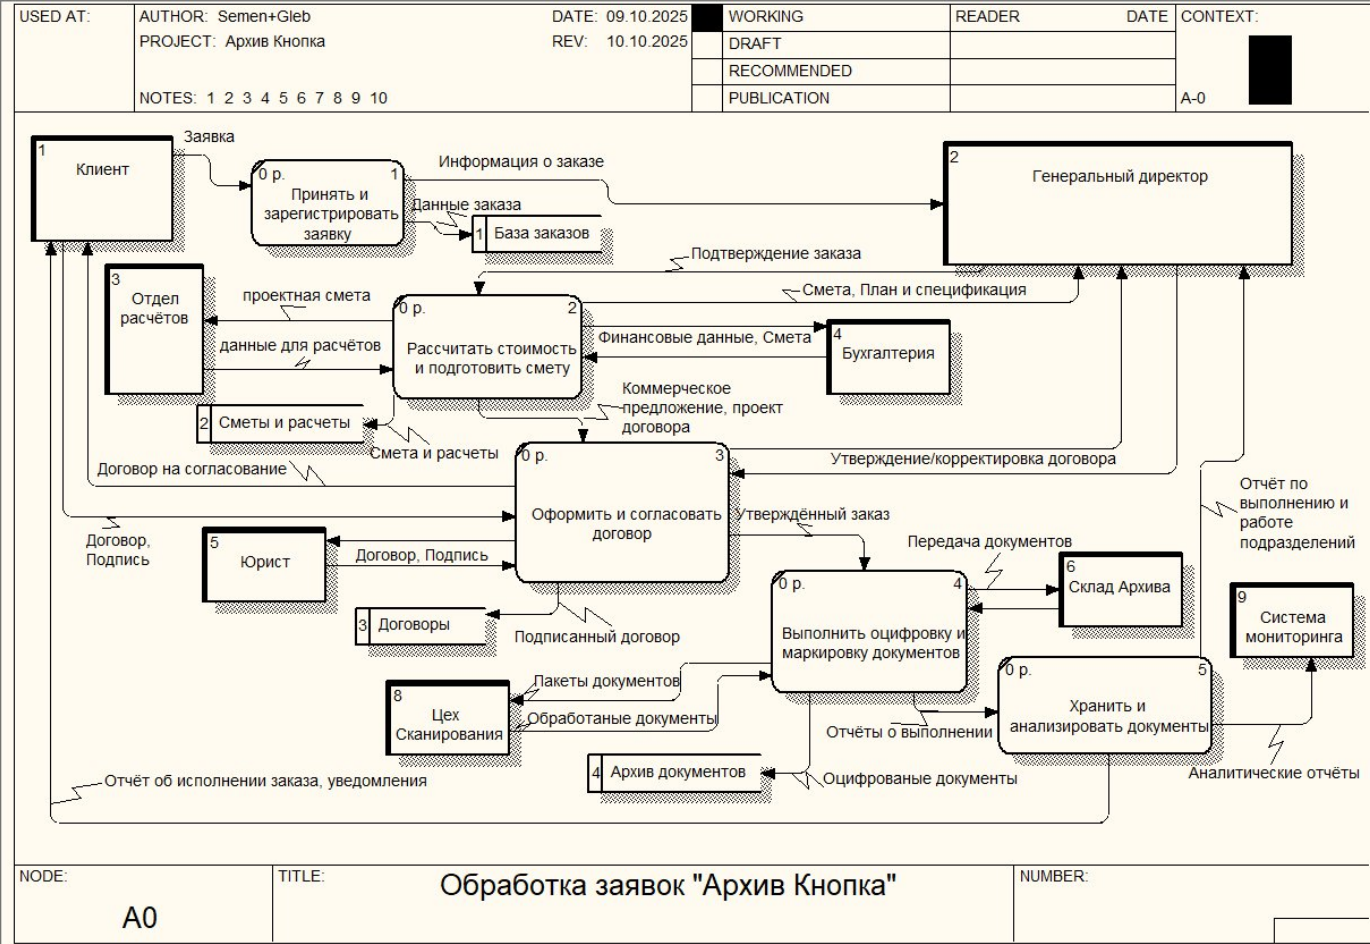 USED AT:
AUTHOR: Semen+Gleb
DATE: 09.10.2025
PROJECT: Архив Кнопка
REV: 10.10.2025
NOTES: 1 2 3 4 5 6 7 8 9 10
WORKING
DRAFT
RECOMMENDED
PUBLICATION
READER
DATE
CONTEXT:
A-0
1
Клиент
Заявка
0 р.
1
Принять и
зарегистрировать
заявку
Информация о заказе
Данные заказа
1
База заказов
2
Генеральный директор
Подтверждение заказа
3
Отдел
расчётов
проектная смета
данные для расчётов
0 р.
2
Рассчитать стоимость
и подготовить смету
Смета, План и спецификация
Финансовые данные, Смета
4
Бухгалтерия
2
Сметы и расчеты
Смета и расчеты
Коммерческое
предложение, проект
договора
Договор на согласование
0 р.
3
Оформить и согласовать
договор
Утверждение/корректировка договора
Договор,
Подпись
5
Юрист
Договор, Подпись
Утверждённый заказ
3
Договоры
Подписанный договор
Передача документов
6
Склад Архива
Отчёт по
выполнению и
работе
подразделений
9
Система
мониторинга
0 р.
4
Выполнить оцифровку и
маркировку документов
8
Цех
Сканирования
Пакеты документов
Обработаные документы
0 р.
5
Хранить и
анализировать документы
Отчёты о выполнении
4
Архив документов
Оцифрованые документы
Аналитические отчёты
Отчёт об исполнении заказа, уведомления
NODE:
A0
TITLE:
Обработка заявок "Архив Кнопка"
NUMBER: